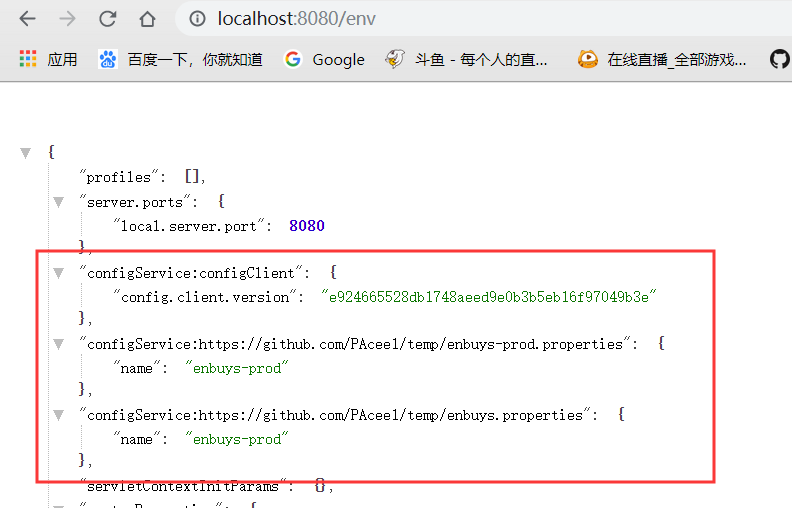 localhost:8080/env
应用 百度一下，你就知道 Google 斗鱼 - 每个人的直... 在线直播_全部游戏...
{
"profiles": [],
"server.ports": {
"local.server.port": 8080
},
"configService:configClient": {
"config.client.version": "e924665528db1748aeed9e0b3b5eb16f97049b3e"
},
"configService:https://github.com/PAcee1/temp/enbuys-prod.properties": {
"name": "enbuys-prod"
},
"configService:https://github.com/PAcee1/temp/enbuys.properties": {
"name": "enbuys-prod"
},
"servletContextInitParams": {},